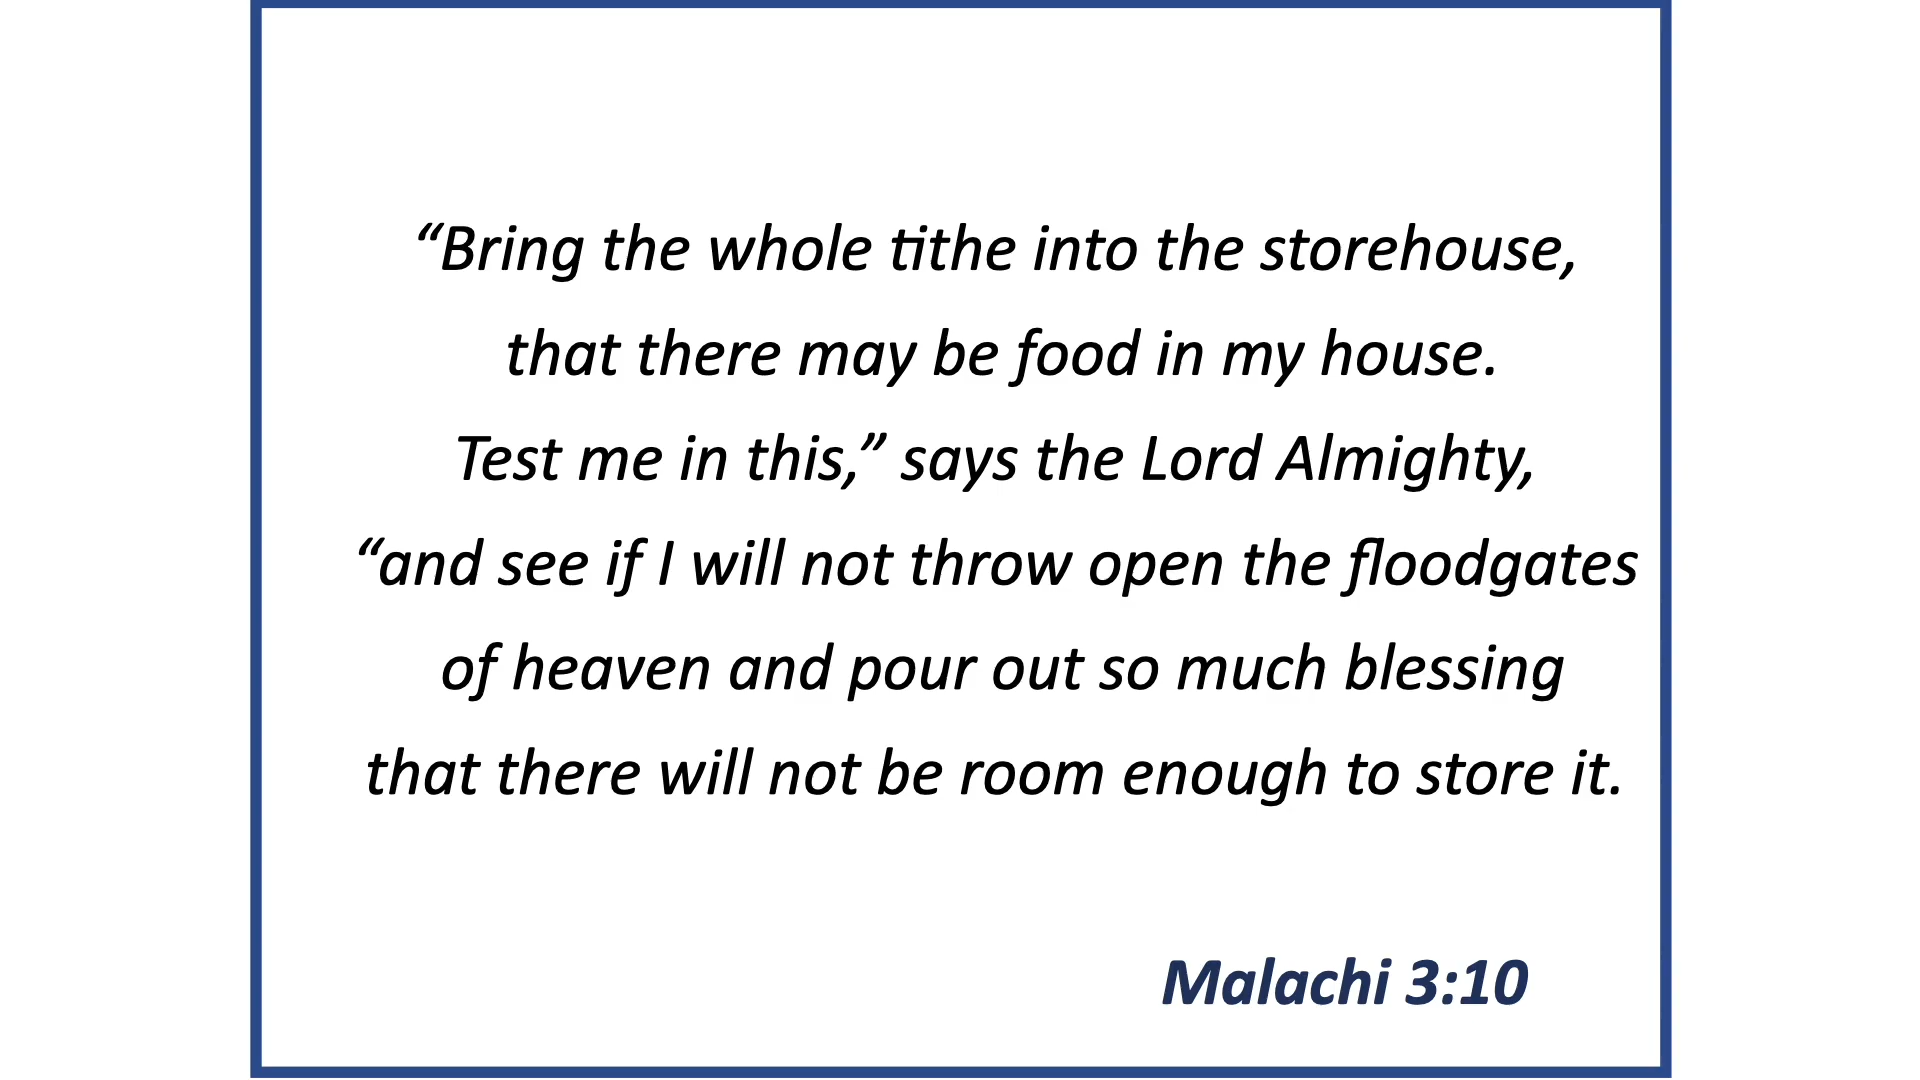 “Bring the whole tithe into the storehouse,
that there may be food in my house.
Test me in this,” says the Lord Almighty,
“and see if I will not throw open the floodgates
of heaven and pour out so much blessing
that there will not be room enough to store it.
Malachi 3:10